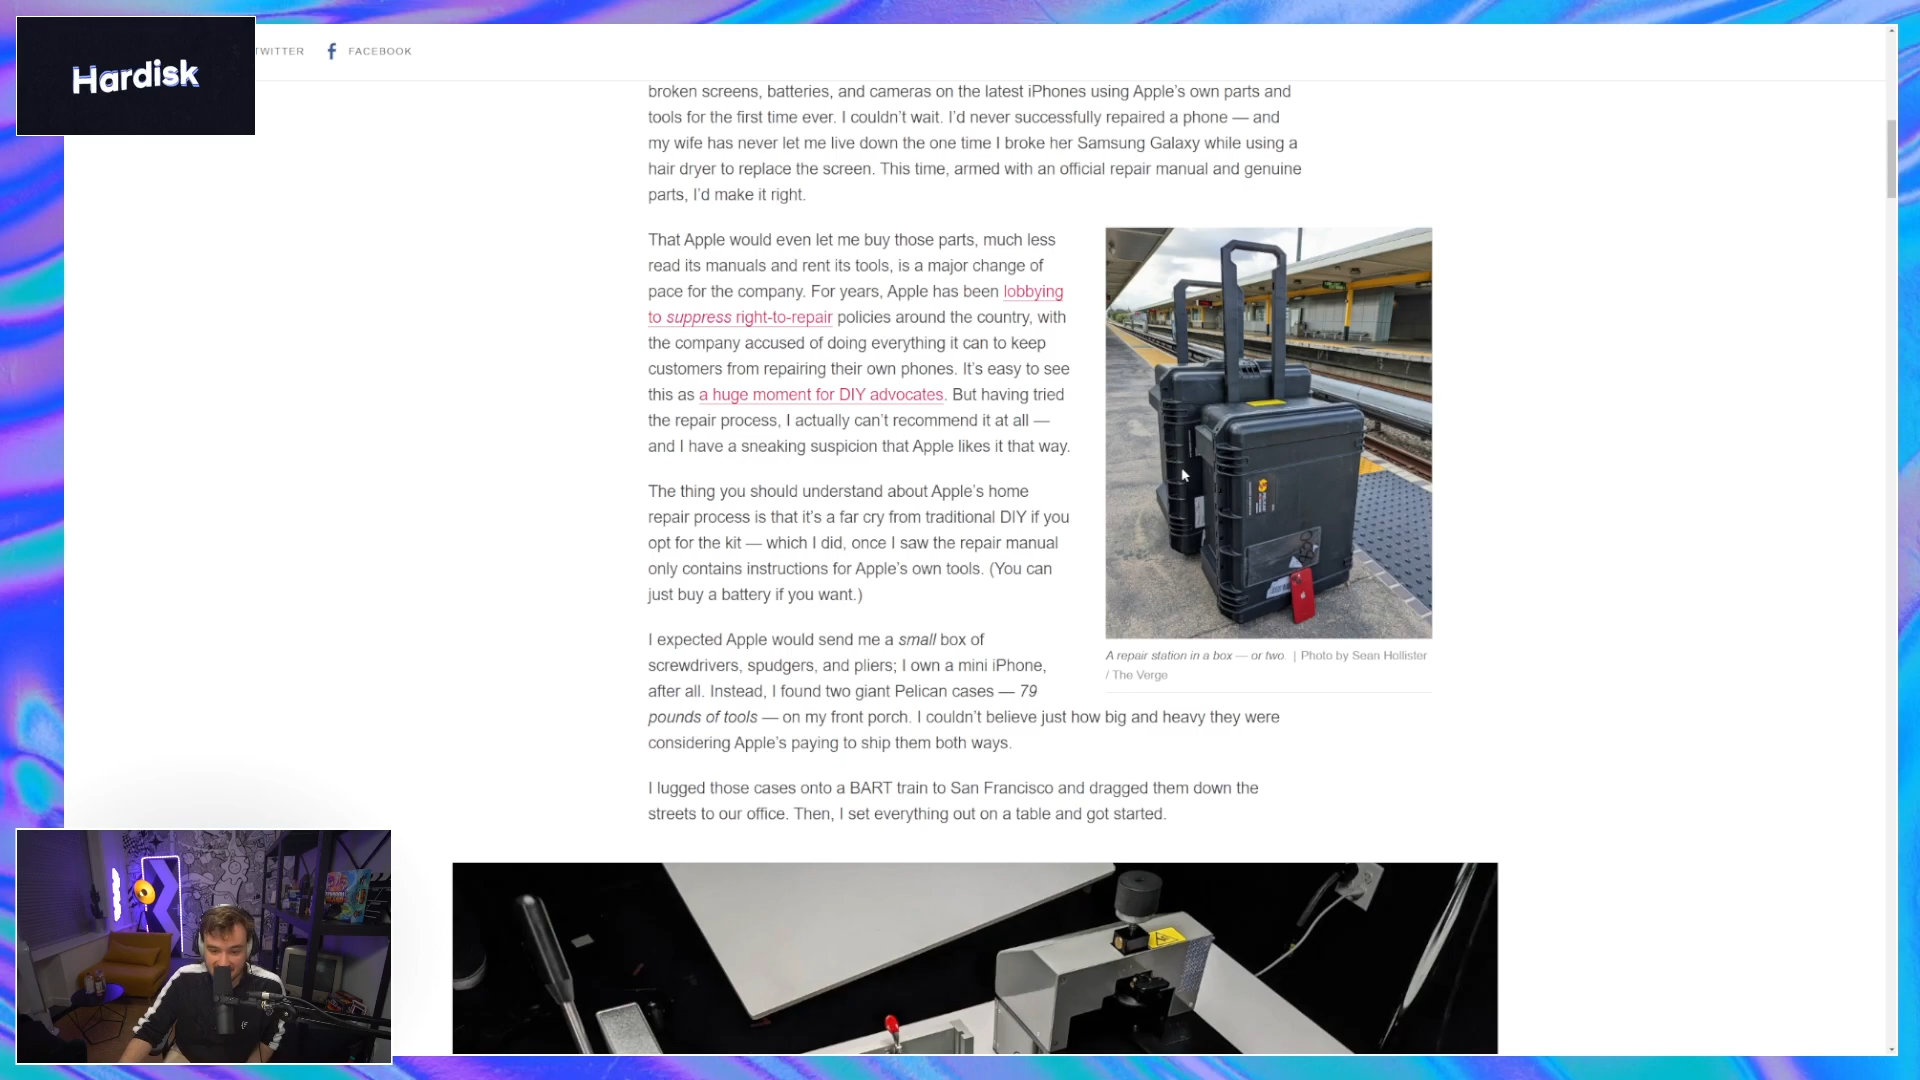 Hardisk
TWITTER
FACEBOOK
broken screens, batteries, and cameras on the latest iPhones using Apple’s own parts and
tools for the first time ever. I couldn’t wait. I’d never successfully repaired a phone — and
my wife has never let me live down the one time I broke her Samsung Galaxy while using a
hair dryer to replace the screen. This time, armed with an official repair manual and genuine
parts, I’d make it right.
That Apple would even let me buy those parts, much less
read its manuals and rent its tools, is a major change of
pace for the company. For years, Apple has been lobbying
to suppress right-to-repair policies around the country, with
the company accused of doing everything it can to keep
customers from repairing their own phones. It’s easy to see
this as a huge moment for DIY advocates. But having tried
the repair process, I actually can’t recommend it at all —
and I have a sneaking suspicion that Apple likes it that way.
The thing you should understand about Apple’s home
repair process is that it’s a far cry from traditional DIY if you
opt for the kit — which I did, once I saw the repair manual
only contains instructions for Apple’s own tools. (You can
just buy a battery if you want.)
I expected Apple would send me a small box of
screwdrivers, spudgers, and pliers; I own a mini iPhone,
after all. Instead, I found two giant Pelican cases — 79
pounds of tools — on my front porch. I couldn’t believe just how big and heavy they were
considering Apple’s paying to ship them both ways.
I lugged those cases onto a BART train to San Francisco and dragged them down the
streets to our office. Then, I set everything out on a table and got started.
A repair station in a box — or two. | Photo by Sean Hollister
/ The Verge